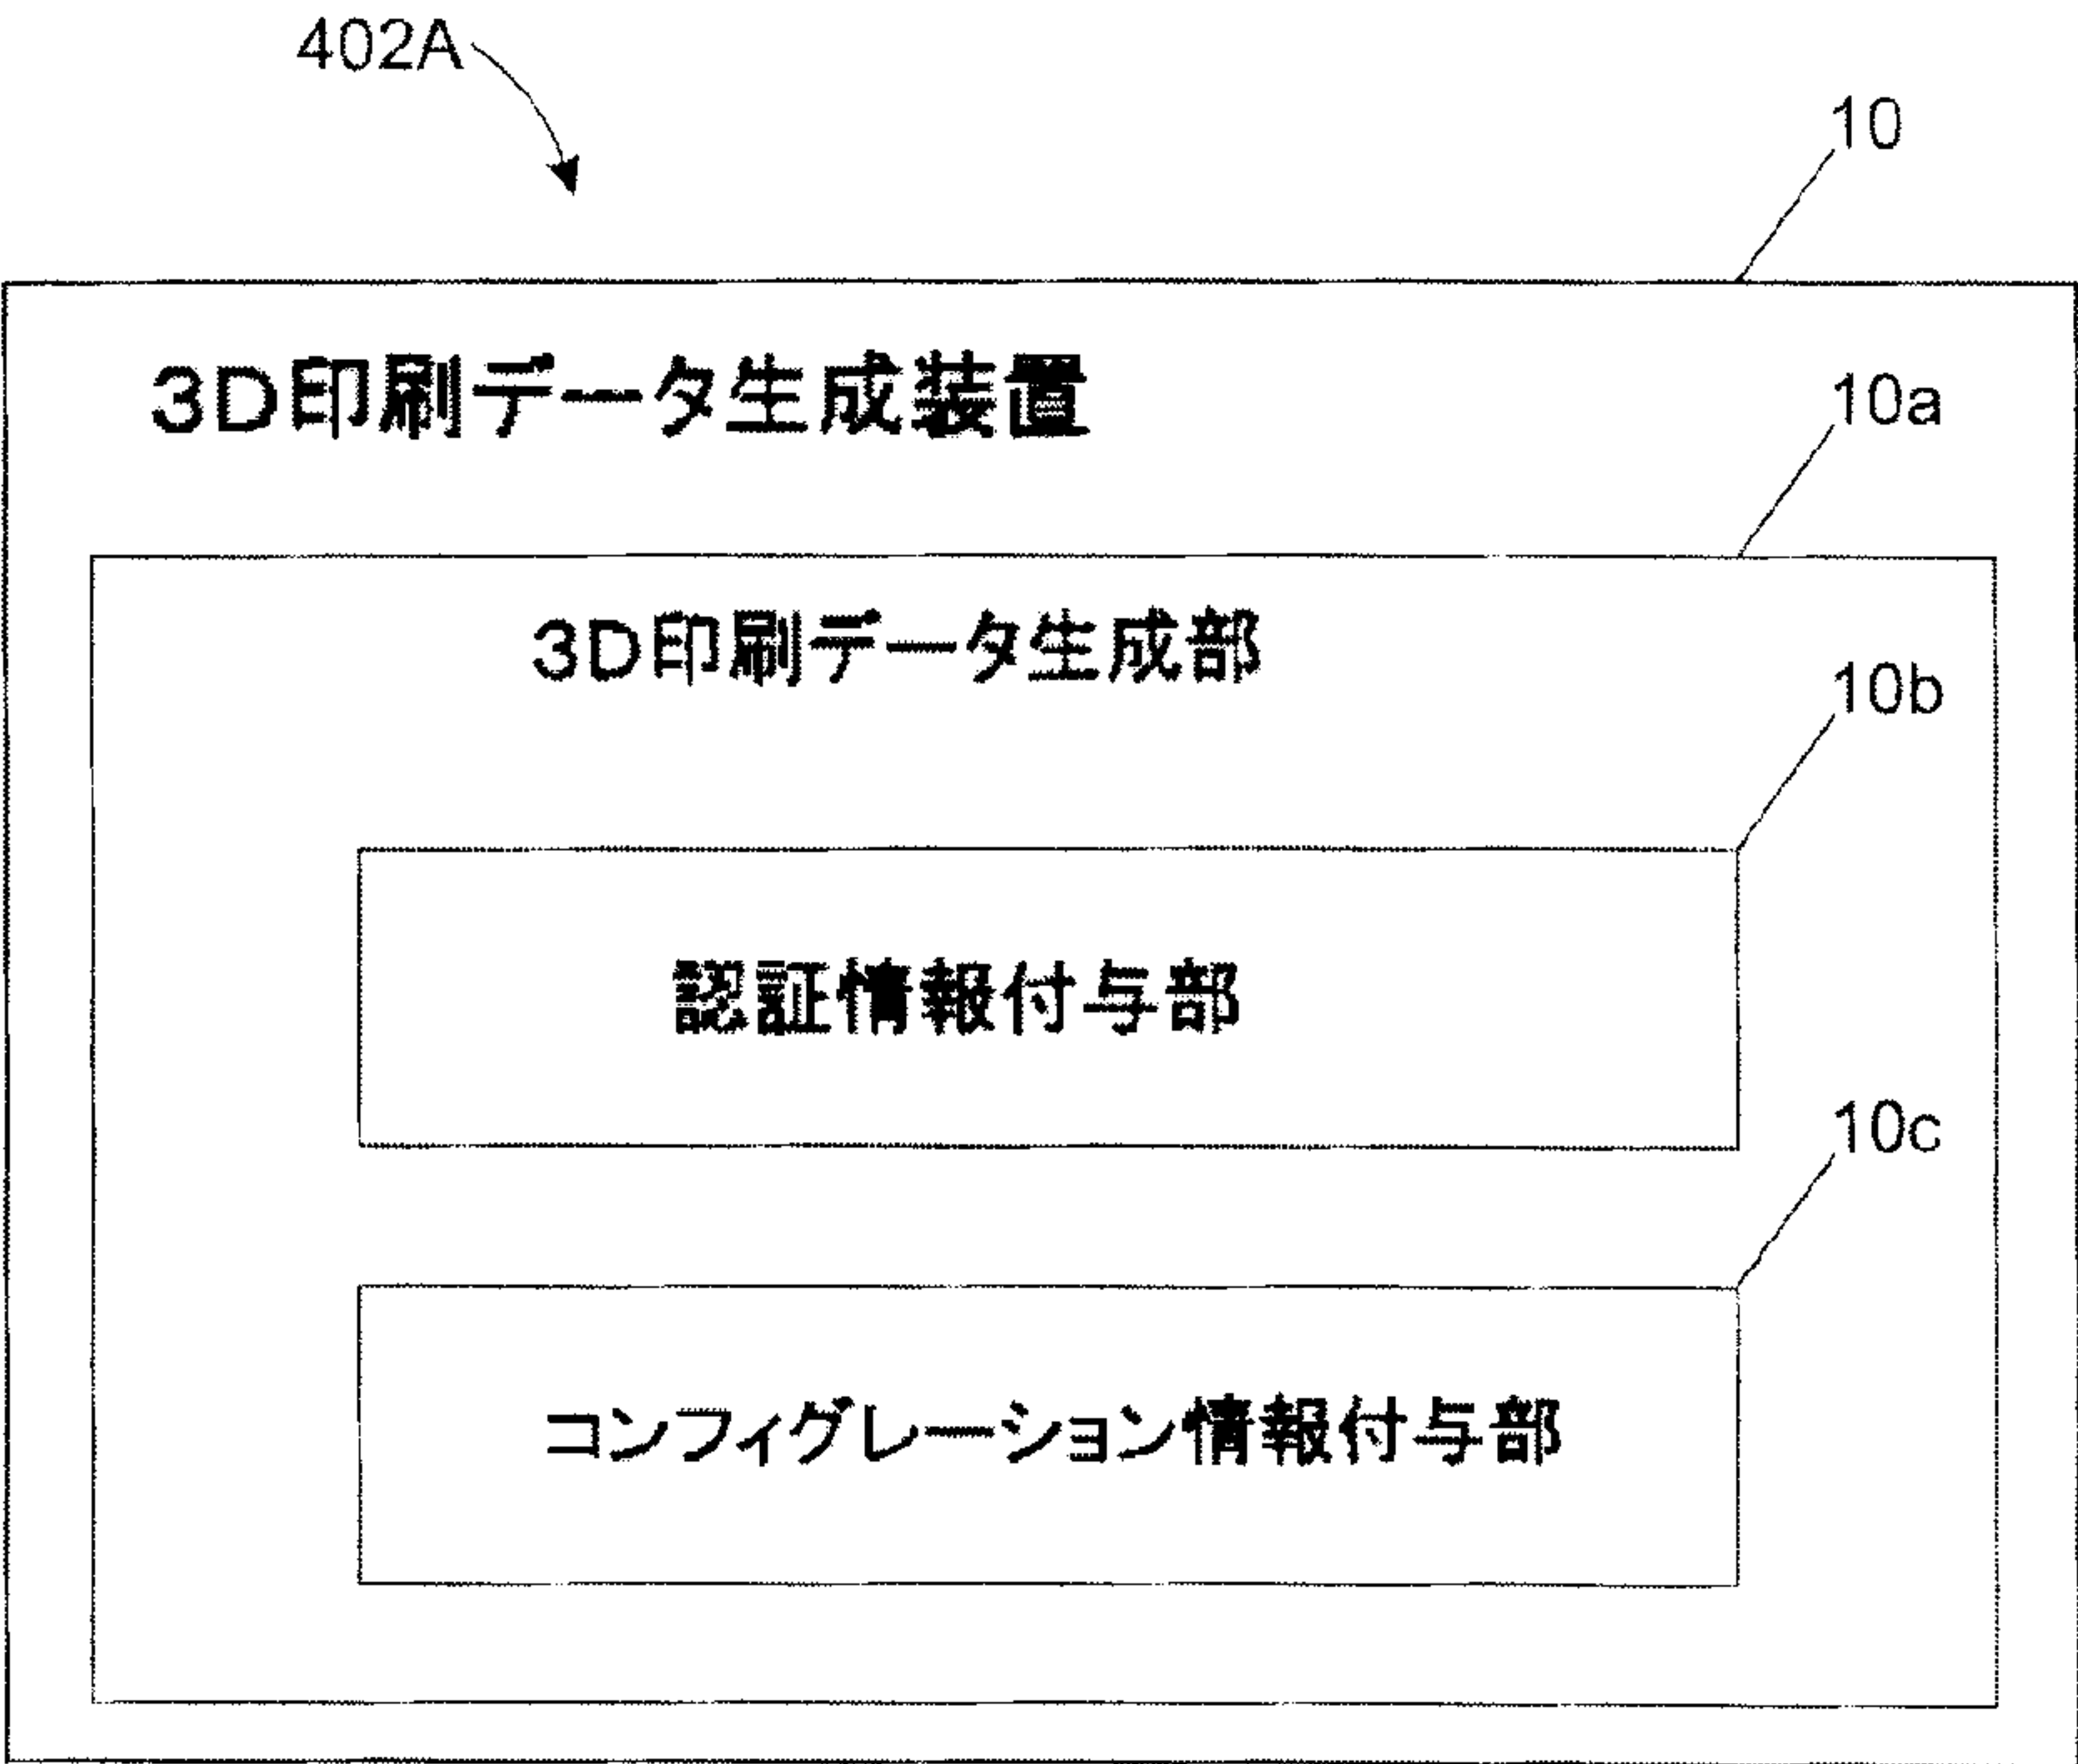 402A
10
3D印刷データ生成装置
10a
3D印刷データ生成部
10b
認証情報付与部
10c
コンフィグレーション情報付与部